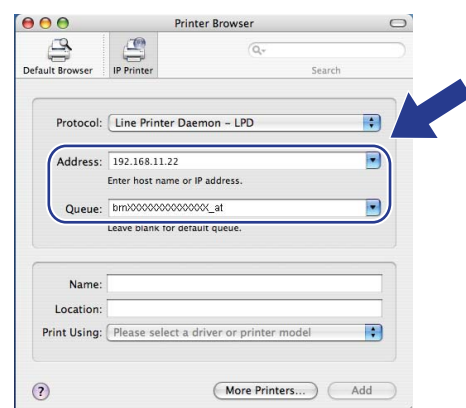 Printer Browser
Default Browser
IP Printer
Q-
Search
Protocol: Line Printer Daemon – LPD
Address: 192.168.11.22
Enter host name or IP address.
Queue: brnXXXXXXXXXXXX_at
Leave blank for default queue.
Name:
Location:
Print Using: Please select a driver or printer model
? More Printers... Add